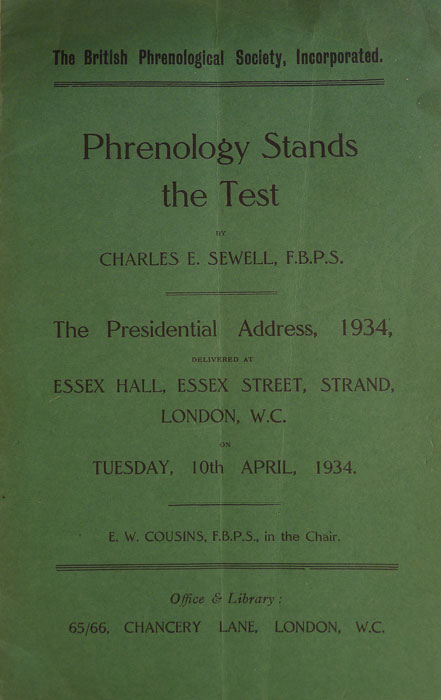 The British Phrenological Society, Incorporated.
Phrenology Stands
the Test
BY
CHARLES E. SEWELL, F.B.P.S.
The Presidential Address, 1934,
DELIVERED AT
ESSEX HALL, ESSEX STREET, STRAND,
LONDON, W.C.
ON
TUESDAY, 10th APRIL, 1934.
E. W. COUSINS, F.B.P.S., in the Chair.
Office & Library:
65/66, CHANCERY LANE, LONDON, W.C.